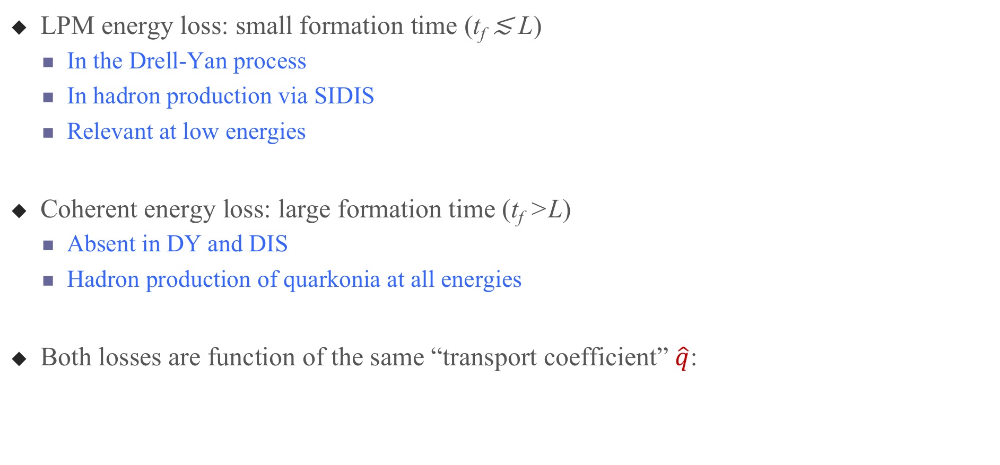 ◆ LPM energy loss: small formation time (t_f ≲ L)
■ In the Drell-Yan process
■ In hadron production via SIDIS
■ Relevant at low energies
◆ Coherent energy loss: large formation time (t_f >L)
■ Absent in DY and DIS
■ Hadron production of quarkonia at all energies
◆ Both losses are function of the same “transport coefficient” q̂: